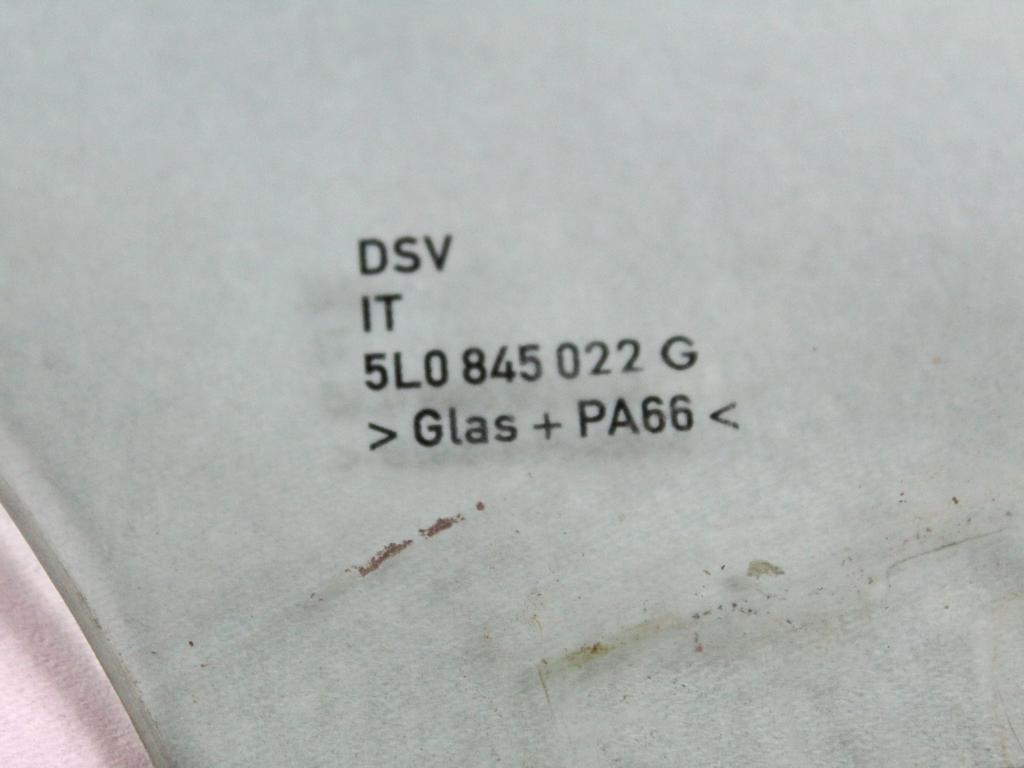 DSV
IT
5L0 845 022 G
> Glas + PA66 <